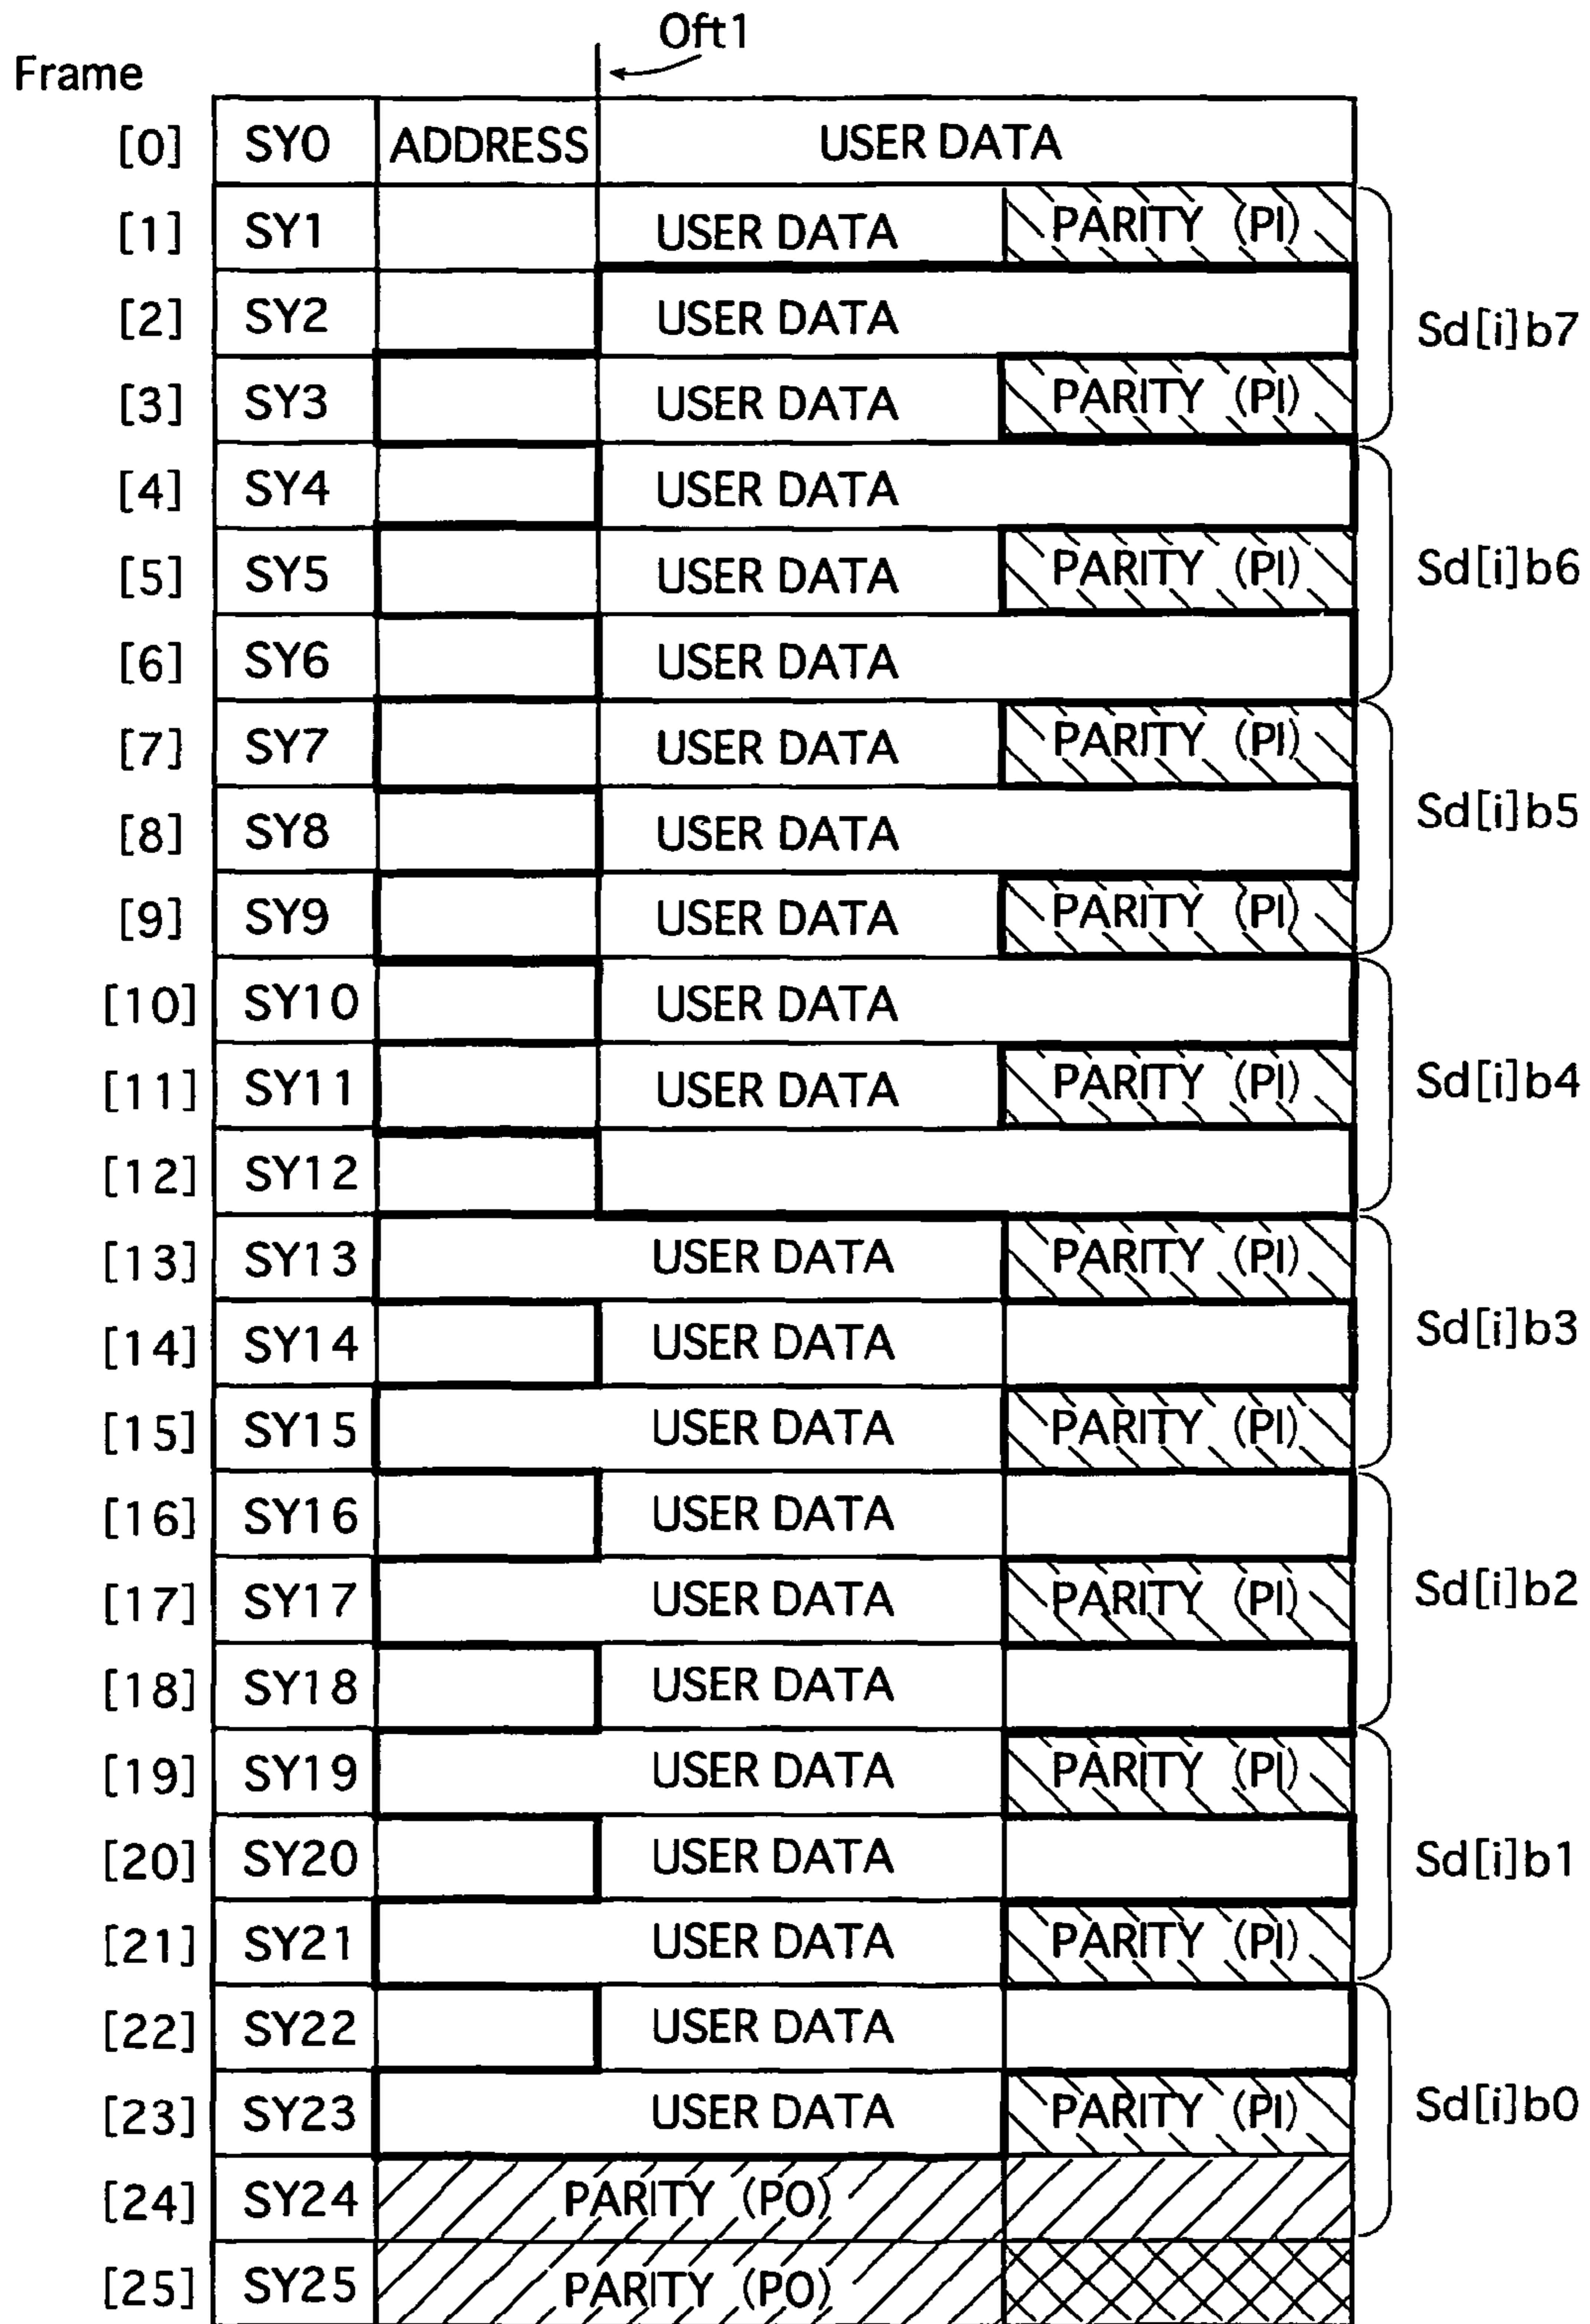 Oft1
Frame
[0] SY0 ADDRESS USER DATA
[1] SY1 USER DATA PARITY (PI)
[2] SY2 USER DATA
Sd[i]b7
[3] SY3 USER DATA PARITY (PI)
[4] SY4 USER DATA
[5] SY5 USER DATA PARITY (PI) Sd[i]b6
[6] SY6 USER DATA
[7] SY7 USER DATA PARITY (PI)
[8] SY8 USER DATA Sd[i]b5
[9] SY9 USER DATA PARITY (PI)
[10] SY10 USER DATA
[11] SY11 USER DATA PARITY (PI) Sd[i]b4
[12] SY12
[13] SY13 USER DATA PARITY (PI)
[14] SY14 USER DATA Sd[i]b3
[15] SY15 USER DATA PARITY (PI)
[16] SY16 USER DATA
[17] SY17 USER DATA PARITY (PI) Sd[i]b2
[18] SY18 USER DATA
[19] SY19 USER DATA PARITY (PI)
[20] SY20 USER DATA Sd[i]b1
[21] SY21 USER DATA PARITY (PI)
[22] SY22 USER DATA
[23] SY23 USER DATA PARITY (PI) Sd[i]b0
[24] SY24 PARITY (PO)
[25] SY25 PARITY (PO)